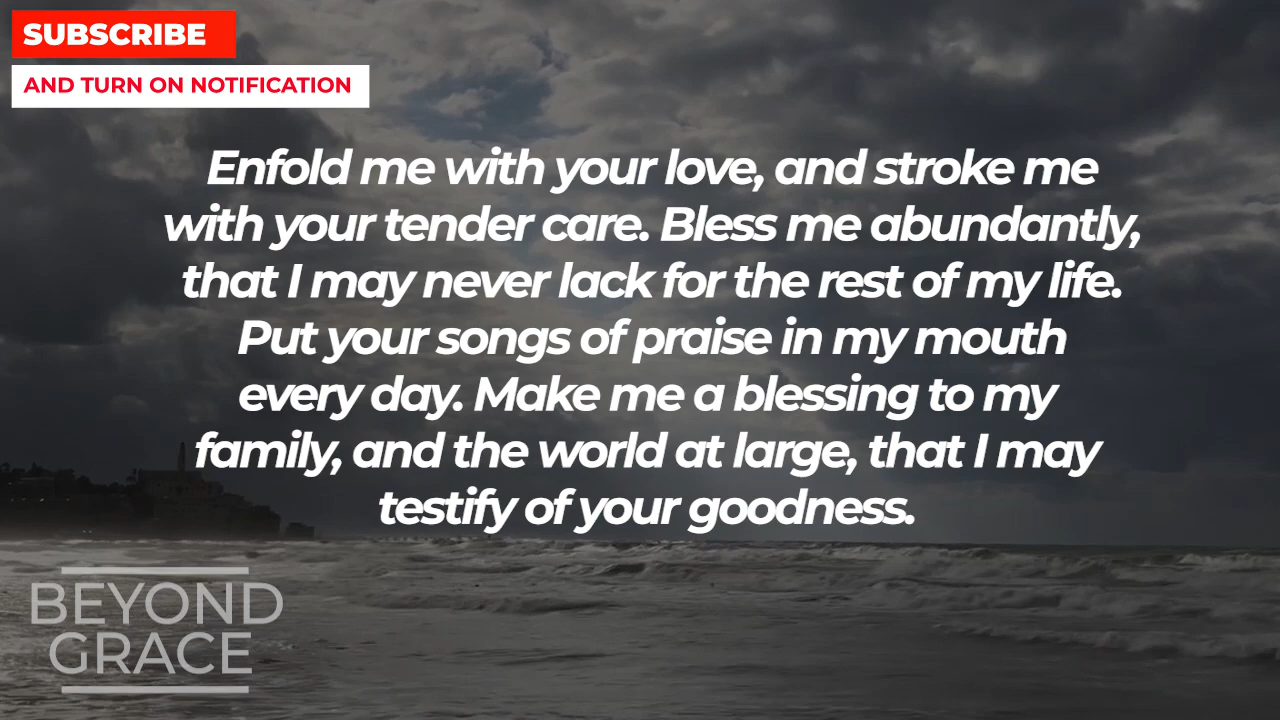 SUBSCRIBE
AND TURN ON NOTIFICATION
Enfold me with your love, and stroke me
with your tender care. Bless me abundantly,
that I may never lack for the rest of my life.
Put your songs of praise in my mouth
every day. Make me a blessing to my
family, and the world at large, that I may
testify of your goodness.
BEYOND
GRACE